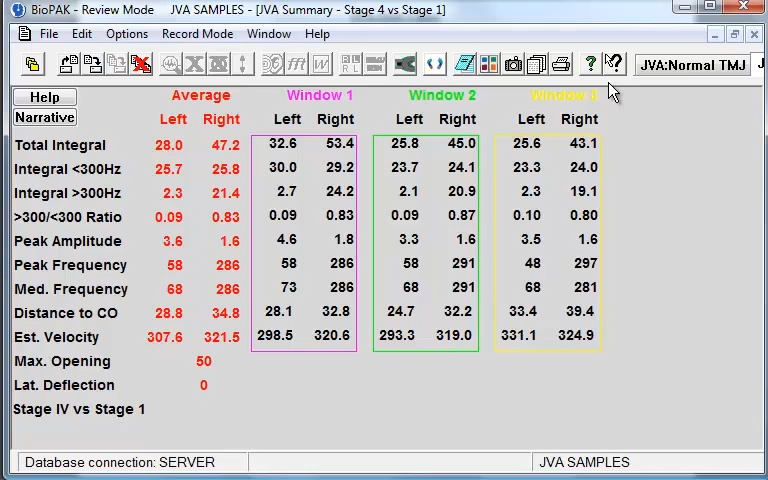 BioPAK - Review Mode JVA SAMPLES - [JVA Summary - Stage 4 vs Stage 1]
File Edit Options Record Mode Window Help
fft W R L R L JVA:Normal TMJ
Help Average Window 1 Window 2 Window 3
Narrative Left Right Left Right Left Right Left Right
Total Integral 28.0 47.2 32.6 53.4 25.8 45.0 25.6 43.1
Integral <300Hz 25.7 25.8 30.0 29.2 23.7 24.1 23.3 24.0
Integral >300Hz 2.3 21.4 2.7 24.2 2.1 20.9 2.3 19.1
>300/<300 Ratio 0.09 0.83 0.09 0.83 0.09 0.87 0.10 0.80
Peak Amplitude 3.6 1.6 4.6 1.8 3.3 1.6 3.5 1.6
Peak Frequency 58 286 58 286 58 291 48 297
Med. Frequency 68 286 73 286 68 291 68 281
Distance to CO 28.8 34.8 28.1 32.8 24.7 32.2 33.4 39.4
Est. Velocity 307.6 321.5 298.5 320.6 293.3 319.0 331.1 324.9
Max. Opening 50
Lat. Deflection 0
Stage IV vs Stage 1
Database connection: SERVER JVA SAMPLES